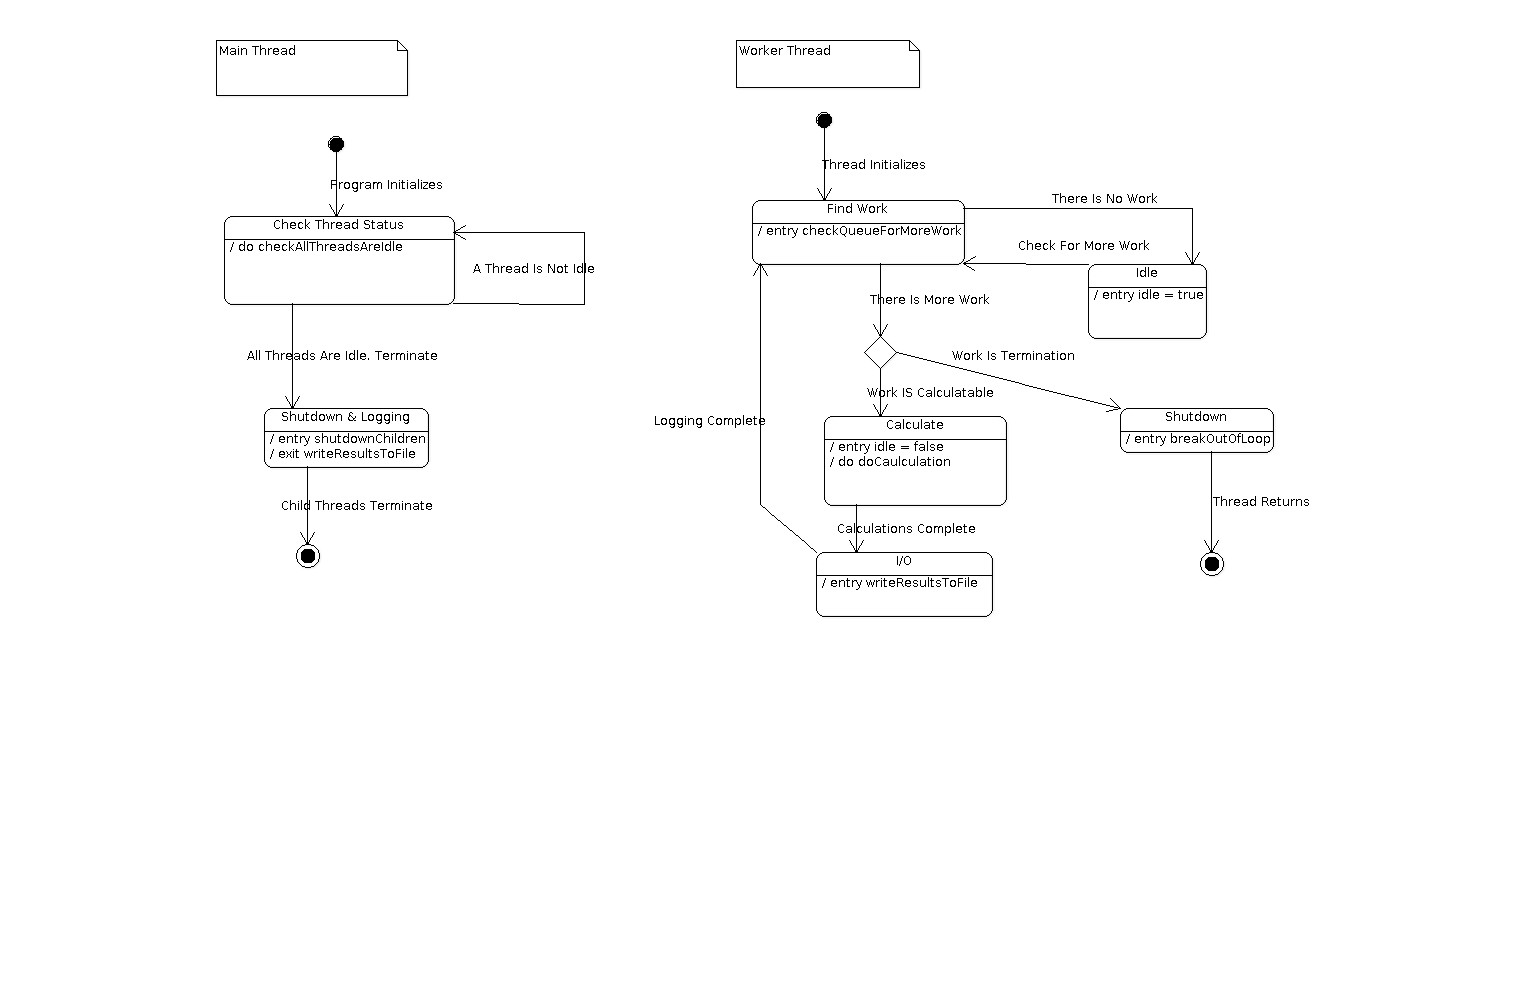 Main Thread
Program Initializes
Check Thread Status
/ do checkAllThreadsAreIdle
A Thread Is Not Idle
All Threads Are Idle. Terminate
Shutdown & Logging
/ entry shutdownChildren
/ exit writeResultsToFile
Child Threads Terminate
Worker Thread
Thread Initializes
Find Work
/ entry checkQueueForMoreWork
There Is No Work
Check For More Work
Idle
/ entry idle = true
There Is More Work
Work Is Termination
Work IS Calculatable
Logging Complete
Calculate
/ entry idle = false
/ do doCaulculation
Shutdown
/ entry breakOutOfLoop
Calculations Complete
Thread Returns
I/O
/ entry writeResultsToFile